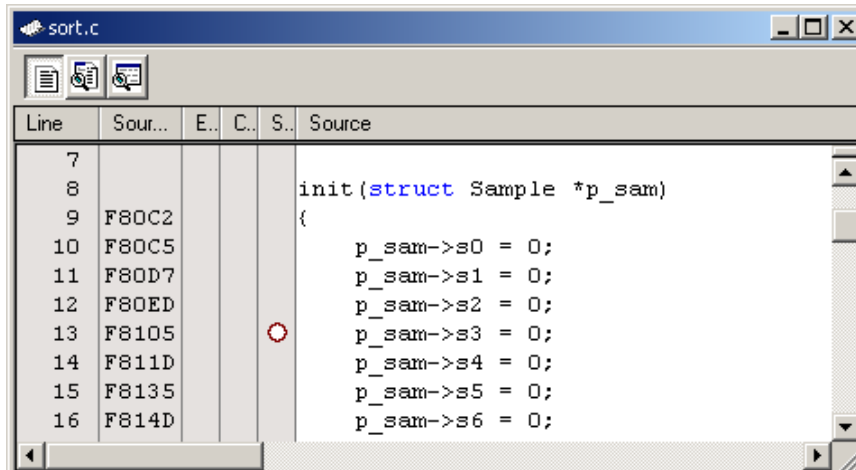 sort.c
Line Sour... E.. C.. S.. Source
7
8 init(struct Sample *p_sam)
9 F80C2 {
10 F80C5 p_sam->s0 = 0;
11 F80D7 p_sam->s1 = 0;
12 F80ED p_sam->s2 = 0;
13 F8105 p_sam->s3 = 0;
14 F811D p_sam->s4 = 0;
15 F8135 p_sam->s5 = 0;
16 F814D p_sam->s6 = 0;